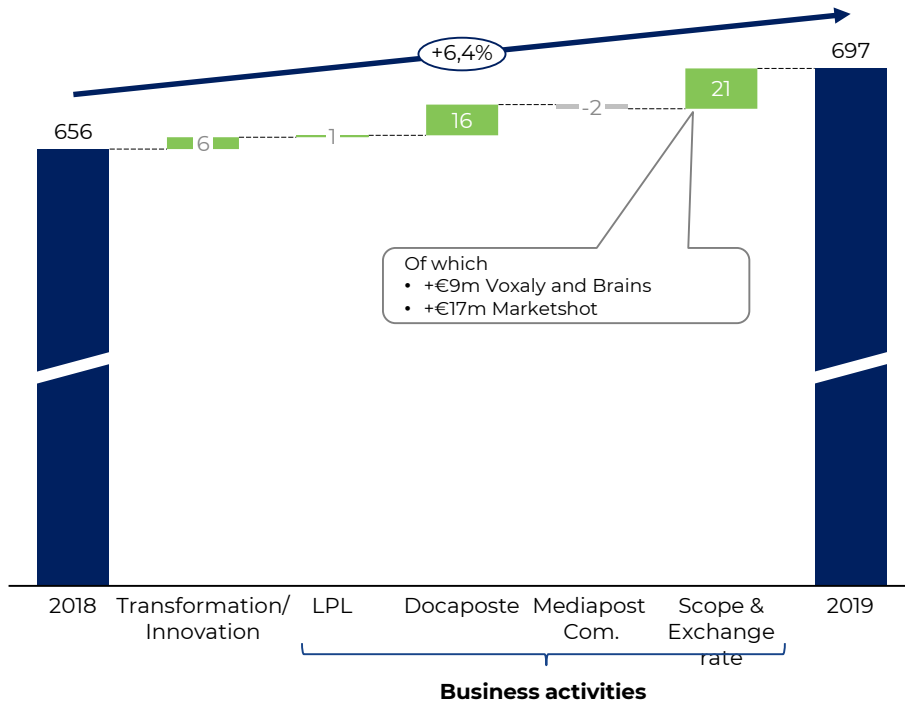 +6,4%
697
656
21
16
-2
6
1
Of which
• +€9m Voxaly and Brains
• +€17m Marketshot
2018
Transformation/
Innovation
LPL
Docaposte
Mediapost
Com.
Scope &
Exchange
rate
2019
Business activities